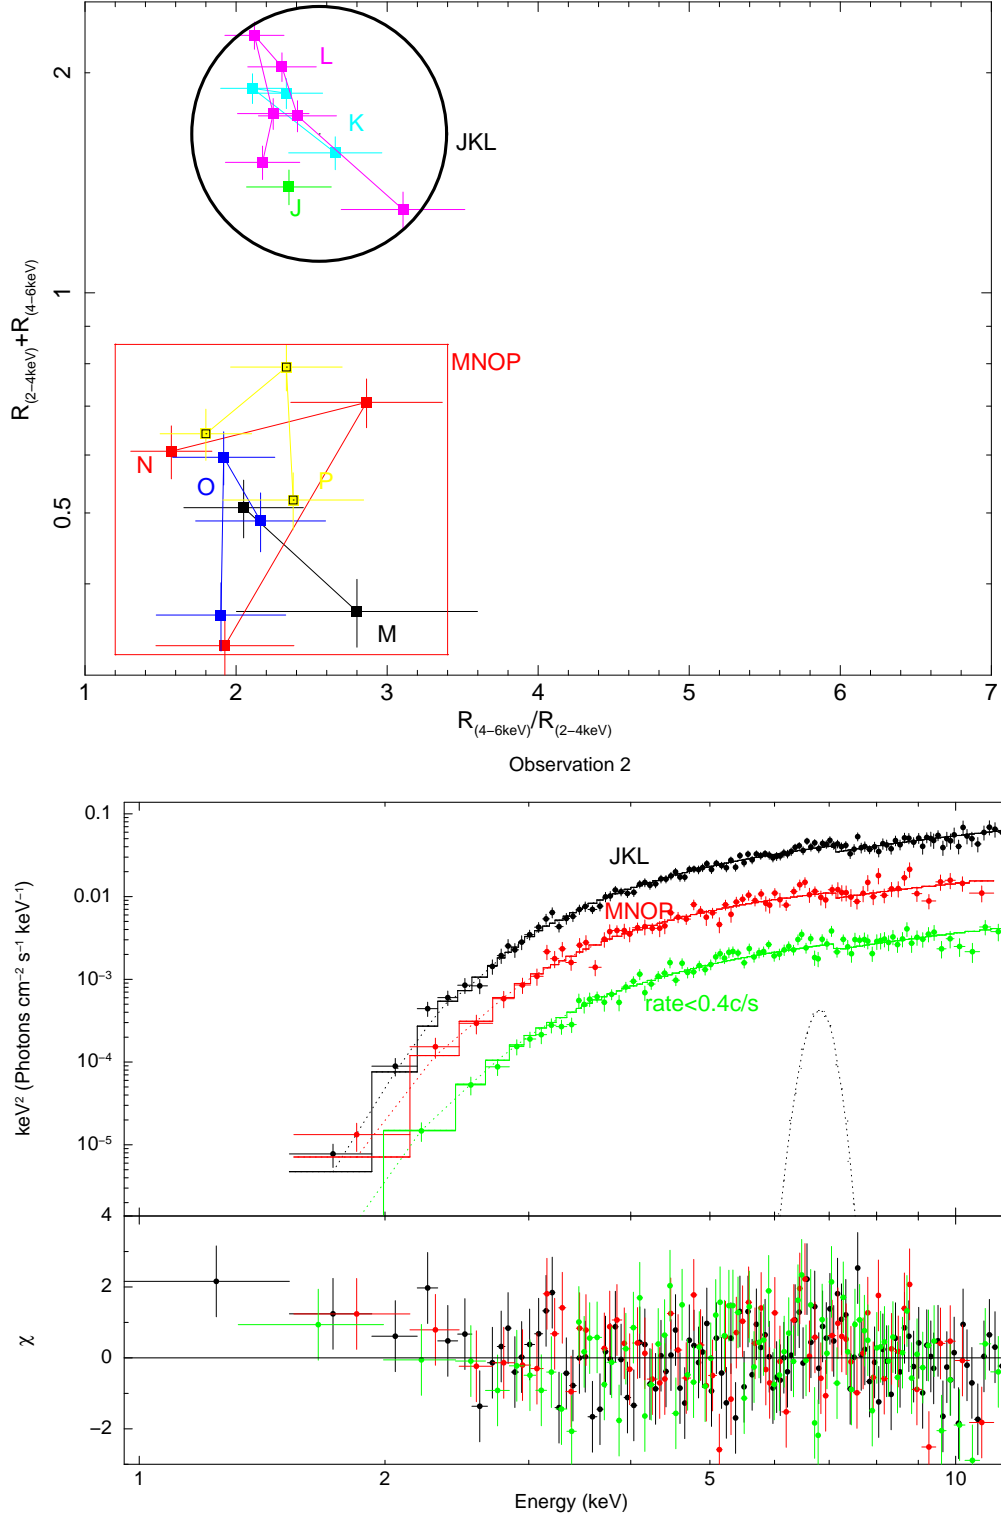 2
1
0.5
R(2−4keV)+R(4−6keV)
L
K
J
JKL
MNOP
N
O
P
M
1 2 3 4 5 6 7
R(4−6keV)/R(2−4keV)
Observation 2
0.1
0.01
10⁻³
10⁻⁴
10⁻⁵
4
keV² (Photons cm⁻² s⁻¹ keV⁻¹)
JKL
MNOP
rate<0.4c/s
2
0
−2
χ
1 2 5 10
Energy (keV)